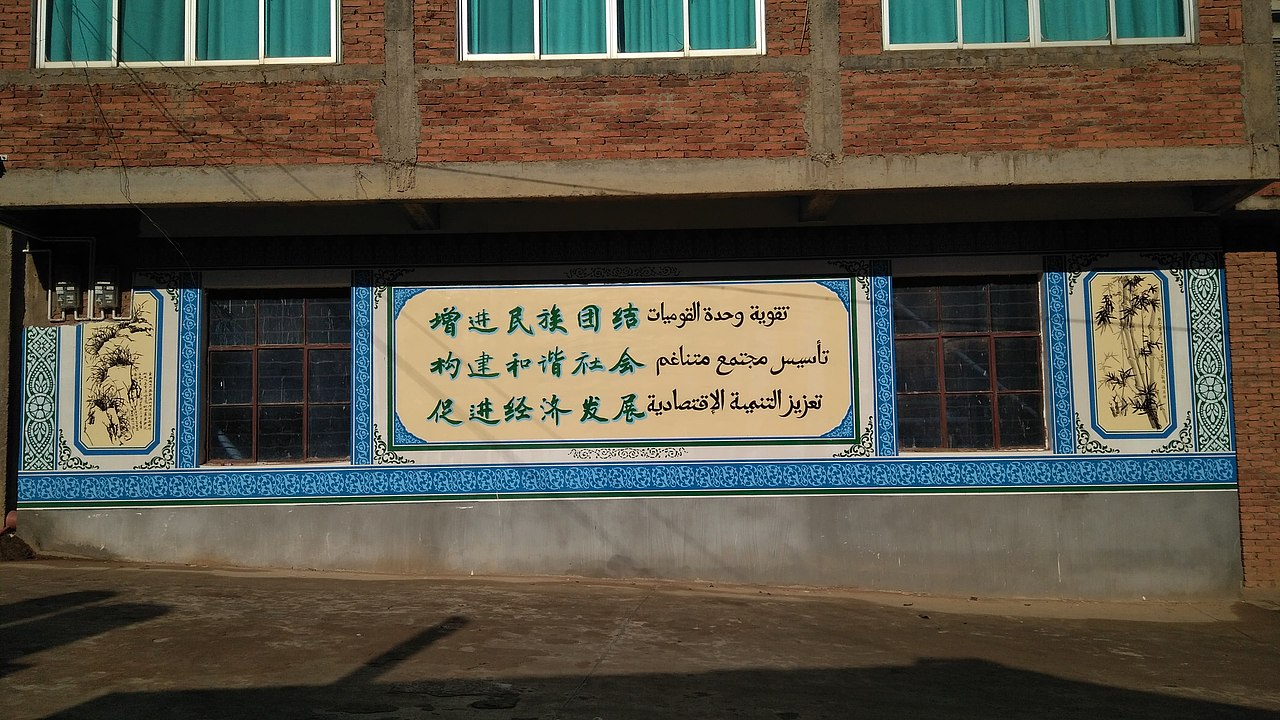 增进民族团结 تقوية وحدة القوميات
构建和谐社会 تأسيس مجتمع متناغم
促进经济发展 تعزيز التنمية الإقتصادية